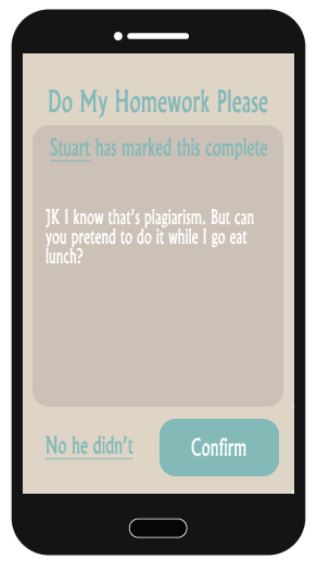 Do My Homework Please
Stuart has marked this complete
JK I know that's plagiarism. But can
you pretend to do it while I go eat
lunch?
No he didn't
Confirm